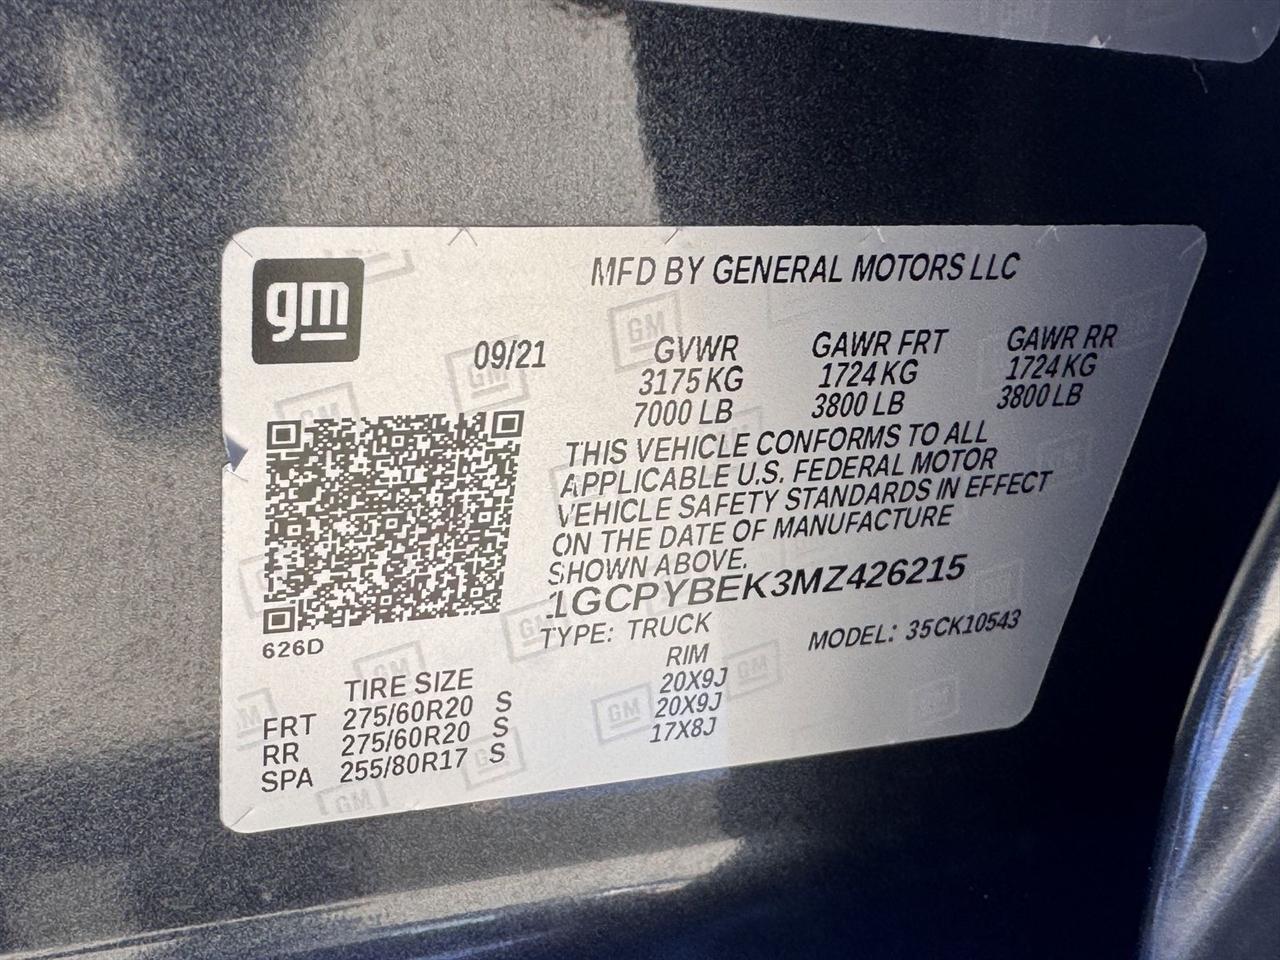 gm
MFD BY GENERAL MOTORS LLC
09/21
GVWR GAWR FRT GAWR RR
3175 KG 1724 KG 1724 KG
7000 LB 3800 LB 3800 LB
THIS VEHICLE CONFORMS TO ALL
APPLICABLE U.S. FEDERAL MOTOR
VEHICLE SAFETY STANDARDS IN EFFECT
ON THE DATE OF MANUFACTURE
SHOWN ABOVE.
1GCPYBEK3MZ426215
TYPE: TRUCK MODEL: 35CK10543
626D
TIRE SIZE RIM
FRT 275/60R20 S 20X9J
RR 275/60R20 S 20X9J
SPA 255/80R17 S 17X8J